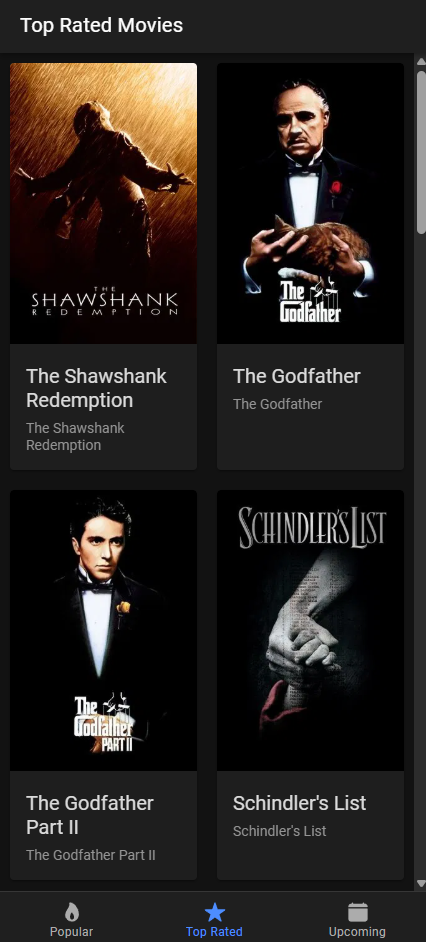 Top Rated Movies
THE
SHAWSHANK
REDEMPTION
The
Godfather
The Shawshank
Redemption
The Shawshank
Redemption
The Godfather
The Godfather
The
Godfather
PART II
SCHINDLER'S LIST
The Godfather
Part II
The Godfather Part II
Schindler's List
Schindler's List
Popular
Top Rated
Upcoming